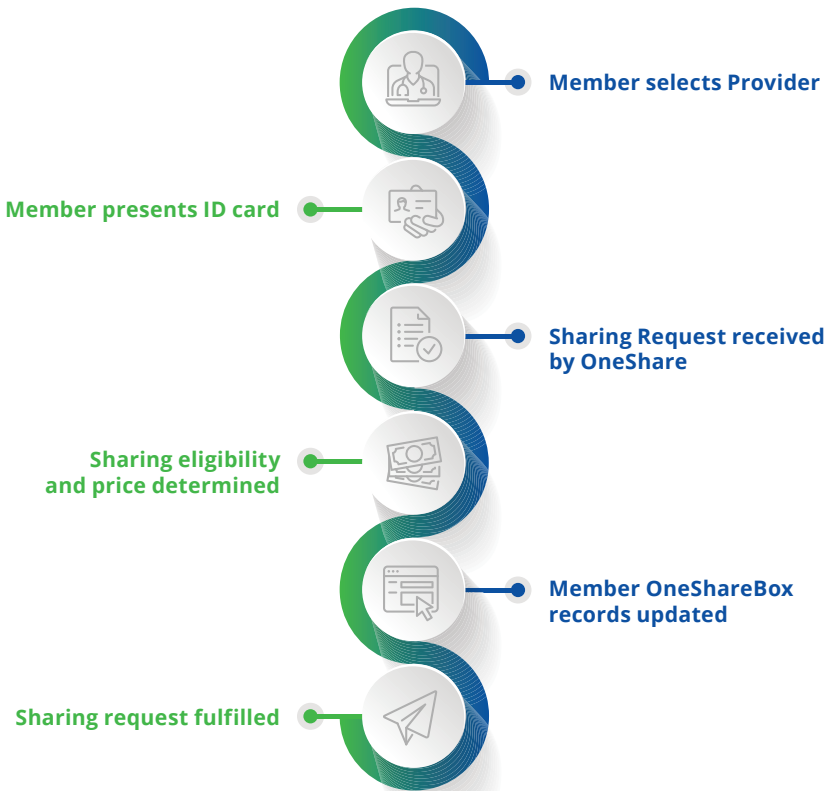 Member selects Provider
Member presents ID card
Sharing Request received
by OneShare
Sharing eligibility
and price determined
Member OneShareBox
records updated
Sharing request fulfilled